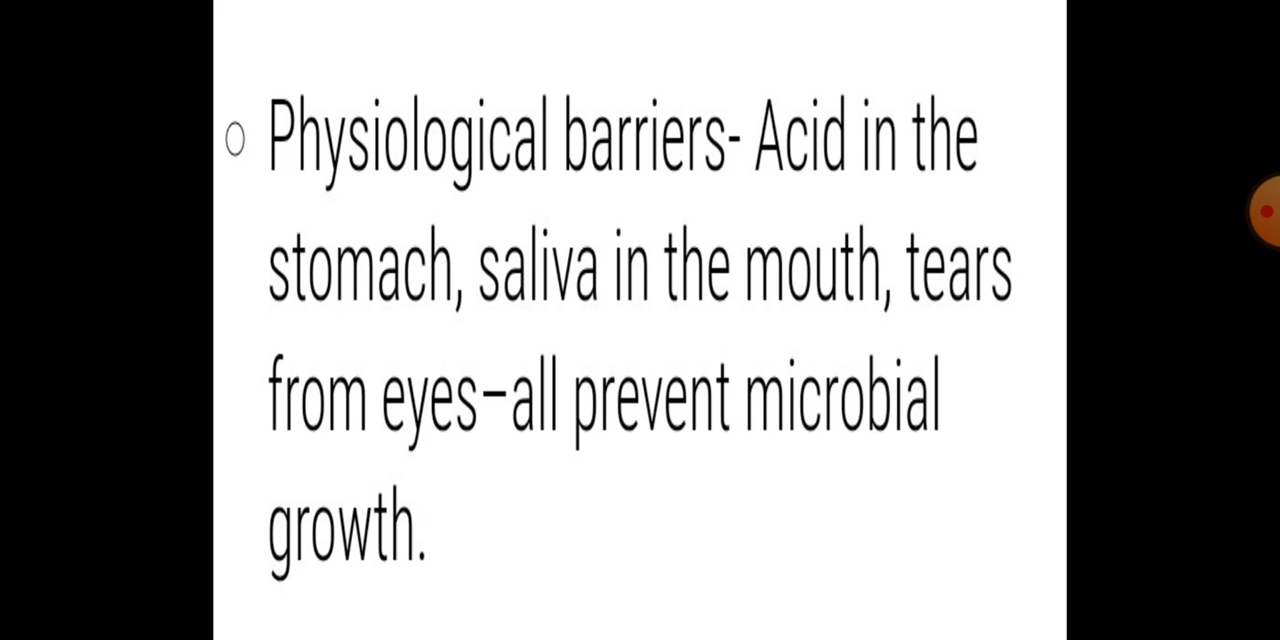 ○ Physiological barriers- Acid in the
stomach, saliva in the mouth, tears
from eyes–all prevent microbial
growth.